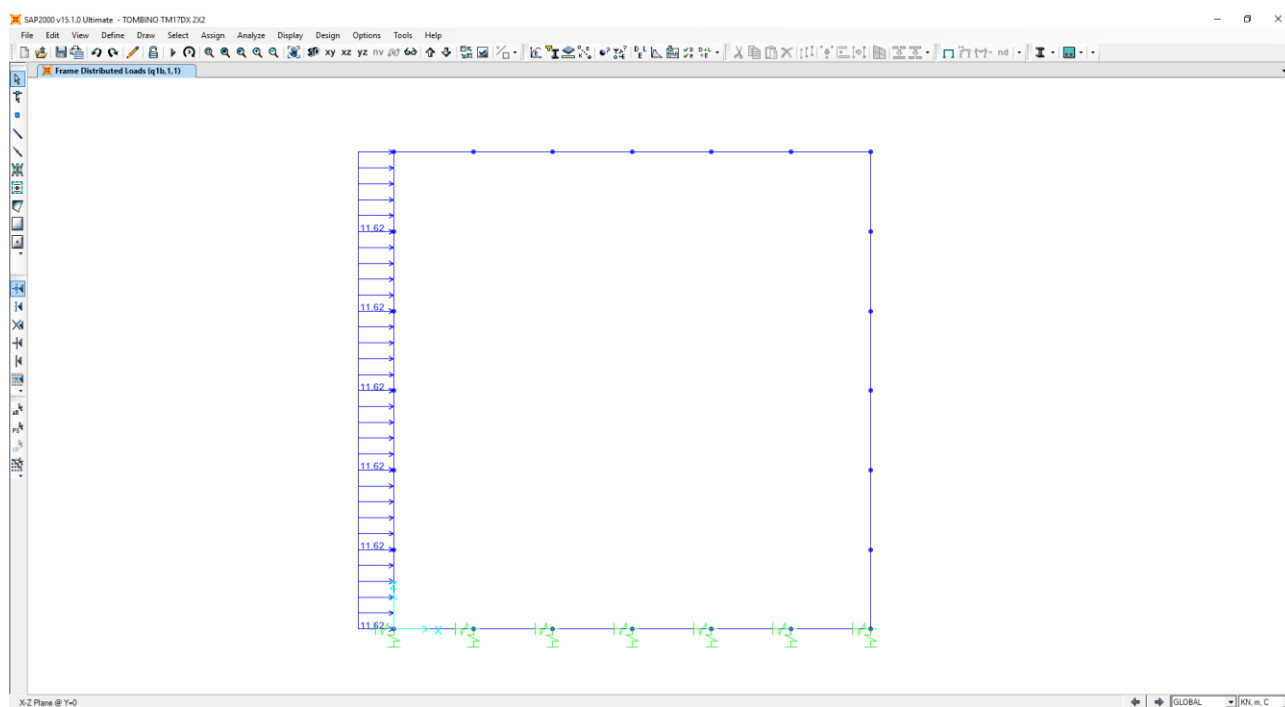 SAP2000 v15.1.0 Ultimate - TOMBINO TM17DX 2X2
File Edit View Define Draw Select Assign Analyze Display Design Options Tools Help
xy xz yz nv nd
Frame Distributed Loads (q1b,1,1)
11.62
11.62
11.62
11.62
11.62
11.62
X
X-Z Plane @ Y=0
GLOBAL
KN, m, C